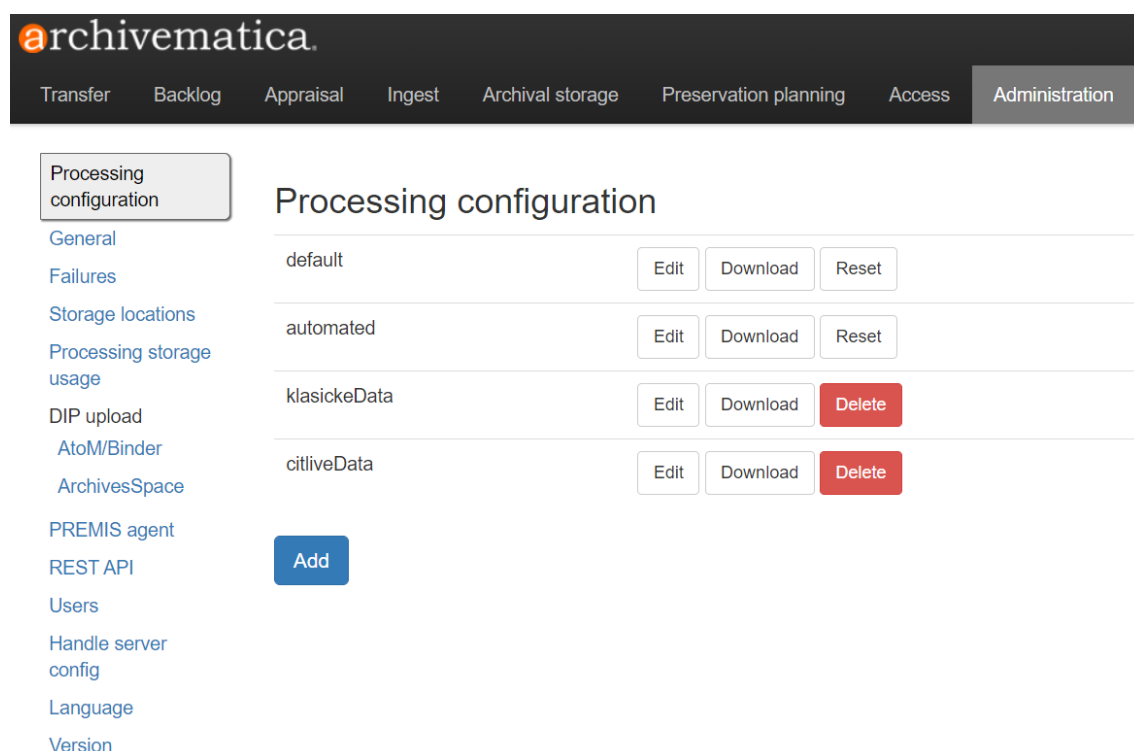 archivematica.
Transfer Backlog Appraisal Ingest Archival storage Preservation planning Access Administration
Processing
configuration
General
Failures
Storage locations
Processing storage
usage
DIP upload
AtoM/Binder
ArchivesSpace
PREMIS agent
REST API
Users
Handle server
config
Language
Version
Processing configuration
default Edit Download Reset
automated Edit Download Reset
klasickeData Edit Download Delete
citliveData Edit Download Delete
Add